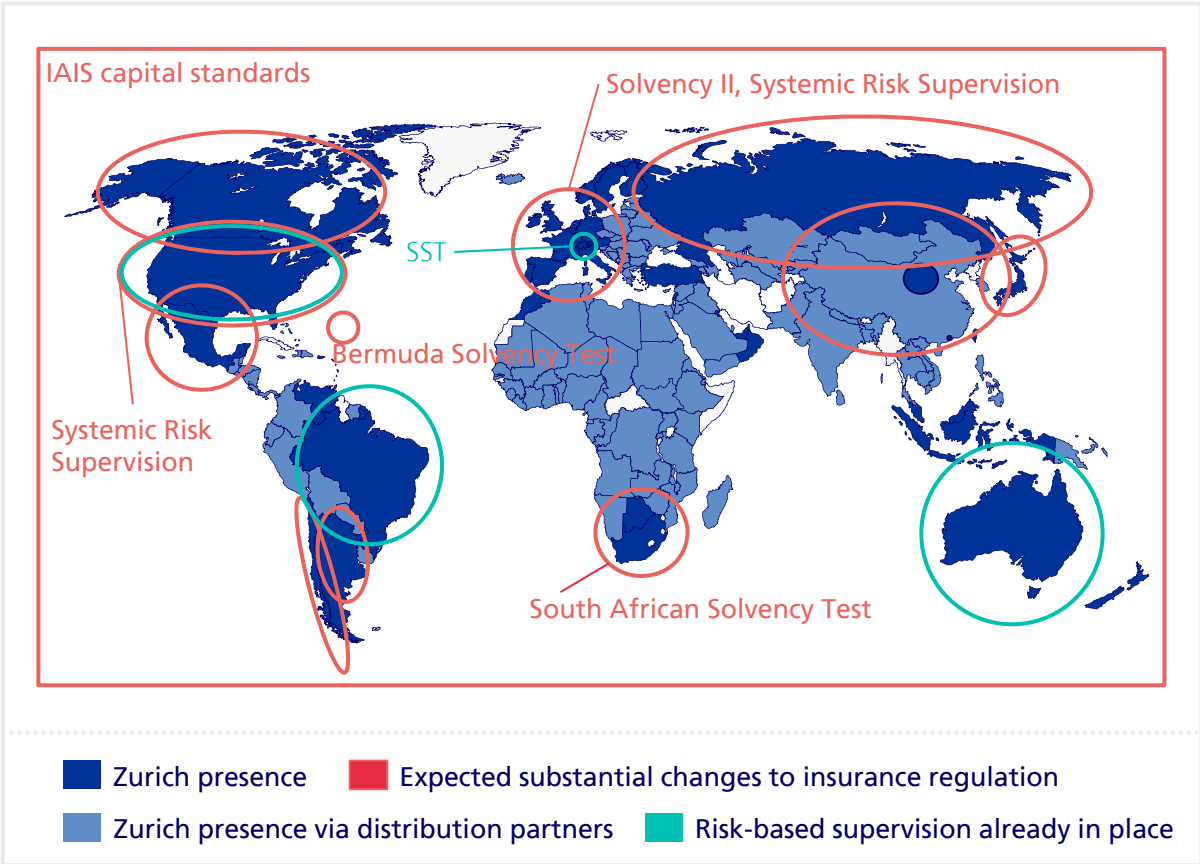 IAIS capital standards
Solvency II, Systemic Risk Supervision
SST
Bermuda Solvency Test
Systemic Risk
Supervision
South African Solvency Test
Zurich presence
Expected substantial changes to insurance regulation
Zurich presence via distribution partners
Risk-based supervision already in place